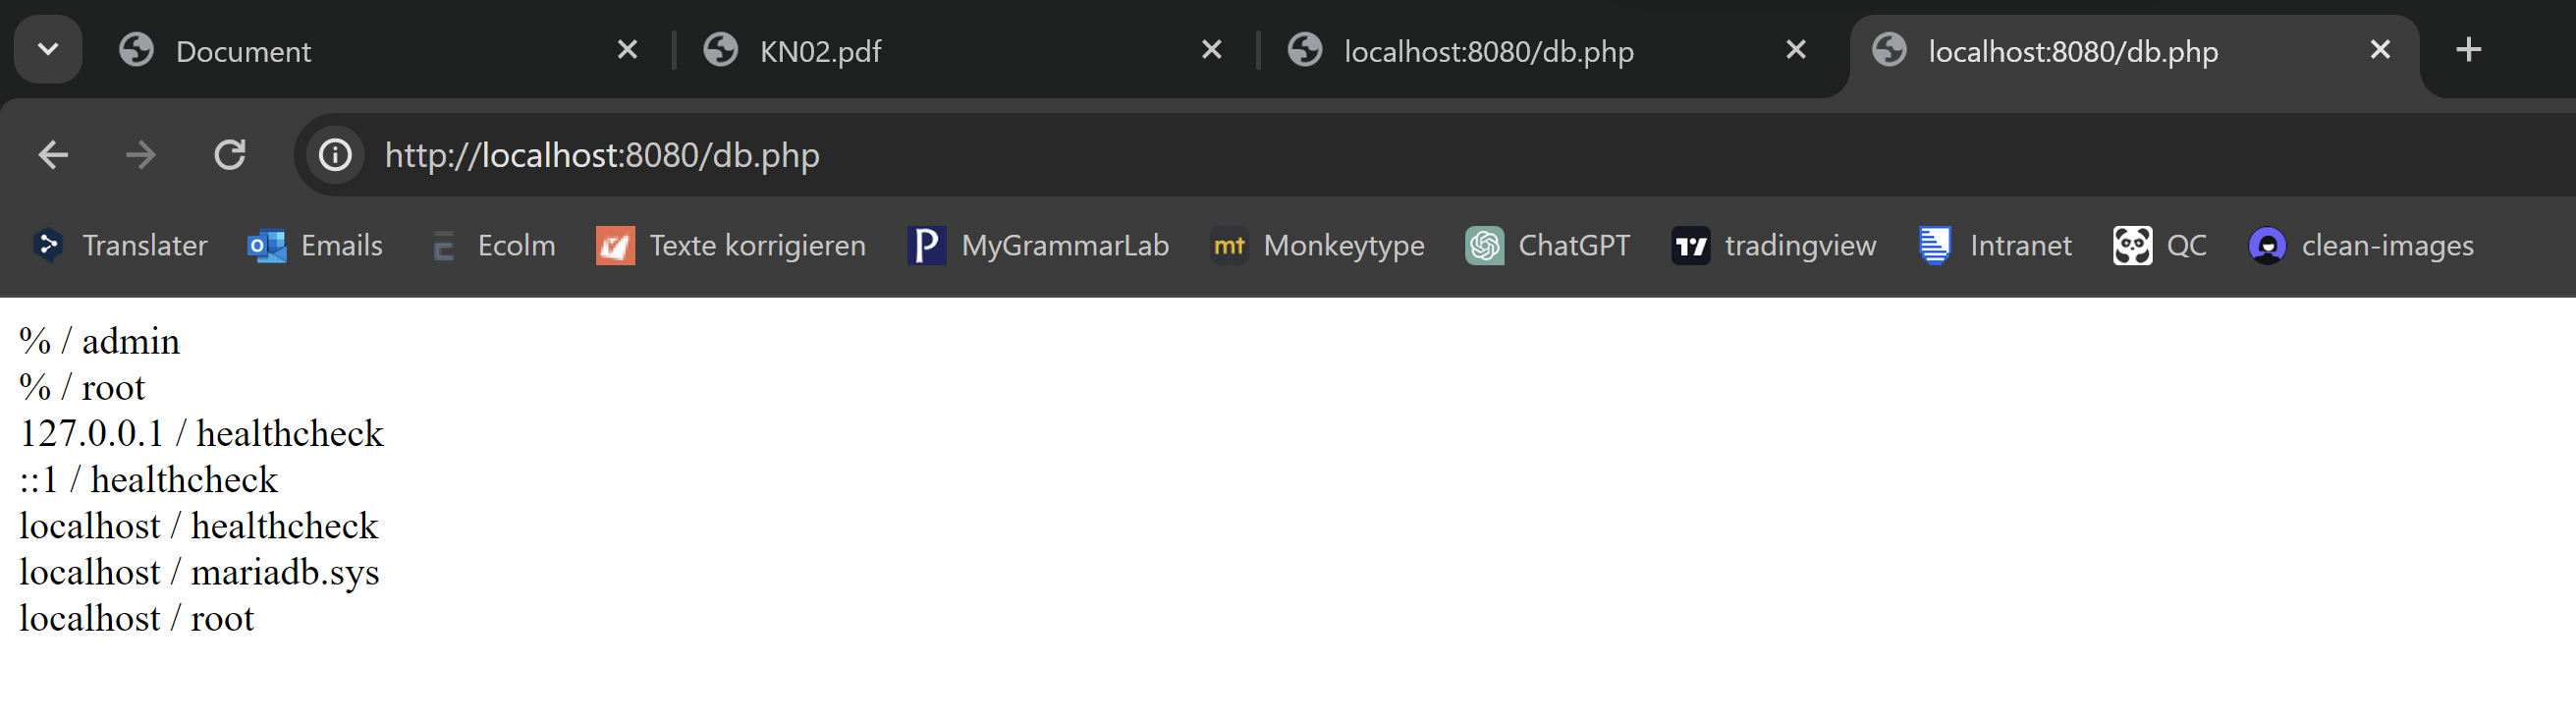 Document
KN02.pdf
localhost:8080/db.php
localhost:8080/db.php
http://localhost:8080/db.php
Translater
Emails
Ecolm
Texte korrigieren
P MyGrammarLab
mt Monkeytype
ChatGPT
tradingview
Intranet
QC
clean-images
% / admin
% / root
127.0.0.1 / healthcheck
::1 / healthcheck
localhost / healthcheck
localhost / mariadb.sys
localhost / root